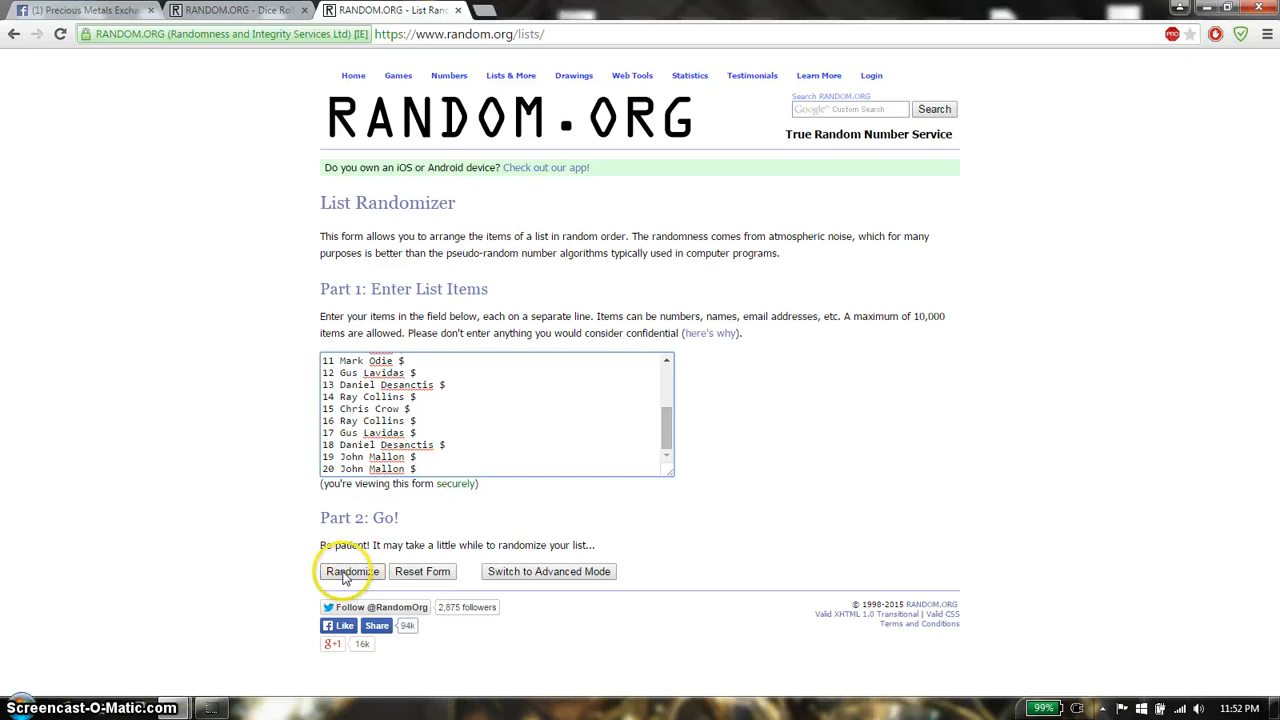 (1) Precious Metals Excha
RANDOM.ORG - Dice Rol
RANDOM.ORG - List Ran
RANDOM.ORG (Randomness and Integrity Services Ltd) [IE] https://www.random.org/lists/
PRO
Home Games Numbers Lists & More Drawings Web Tools Statistics Testimonials Learn More Login
RANDOM.ORG
Search RANDOM.ORG
Google™ Custom Search Search
True Random Number Service
Do you own an iOS or Android device? Check out our app!
List Randomizer
This form allows you to arrange the items of a list in random order. The randomness comes from atmospheric noise, which for many
purposes is better than the pseudo-random number algorithms typically used in computer programs.
Part 1: Enter List Items
Enter your items in the field below, each on a separate line. Items can be numbers, names, email addresses, etc. A maximum of 10,000
items are allowed. Please don't enter anything you would consider confidential (here's why).
11 Mark Odie $
12 Gus Lavidas $
13 Daniel Desanctis $
14 Ray Collins $
15 Chris Crow $
16 Ray Collins $
17 Gus Lavidas $
18 Daniel Desanctis $
19 John Mallon $
20 John Mallon $
(you're viewing this form securely)
Part 2: Go!
Be patient! It may take a little while to randomize your list...
Randomize Reset Form Switch to Advanced Mode
Follow @RandomOrg 2,875 followers
Like Share 94k
g+1 16k
© 1998-2015 RANDOM.ORG
Valid XHTML 1.0 Transitional | Valid CSS
Terms and Conditions
Screencast-O-Matic.com
99%
11:52 PM